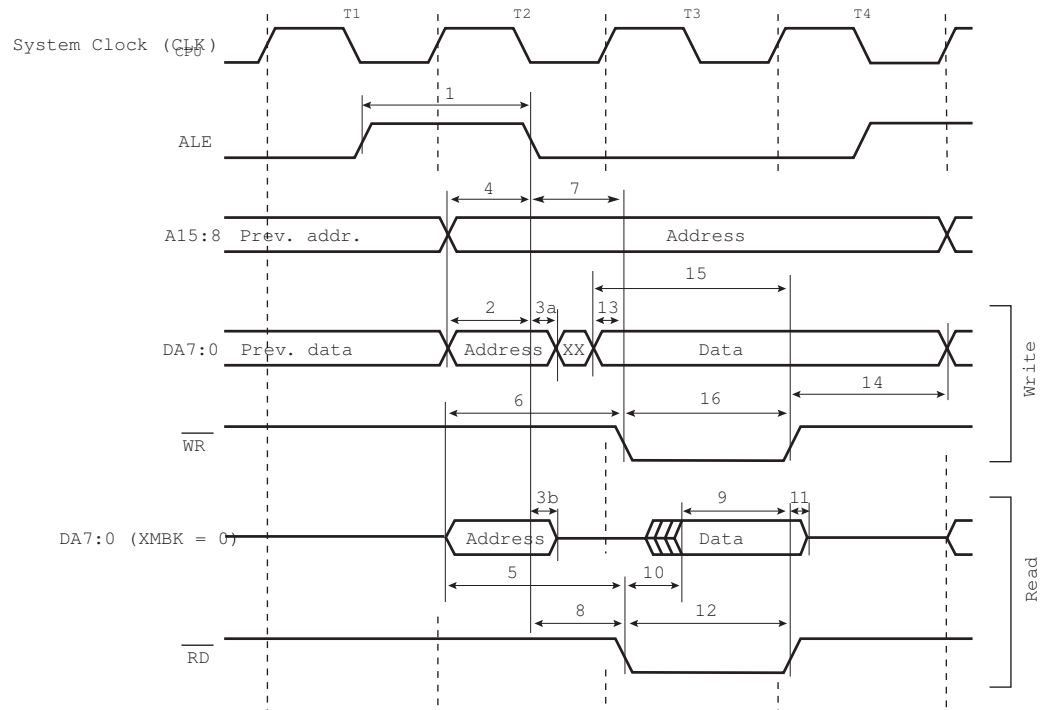 T1 T2 T3 T4
System Clock (CLK CPU)
1
ALE
4 7
A15:8 Prev. addr. Address
15
2 3a 13
DA7:0 Prev. data Address XX Data
14
6 16
WR
Write
3b 9 11
DA7:0 (XMBK = 0) Address Data
5 10
8 12
RD
Read